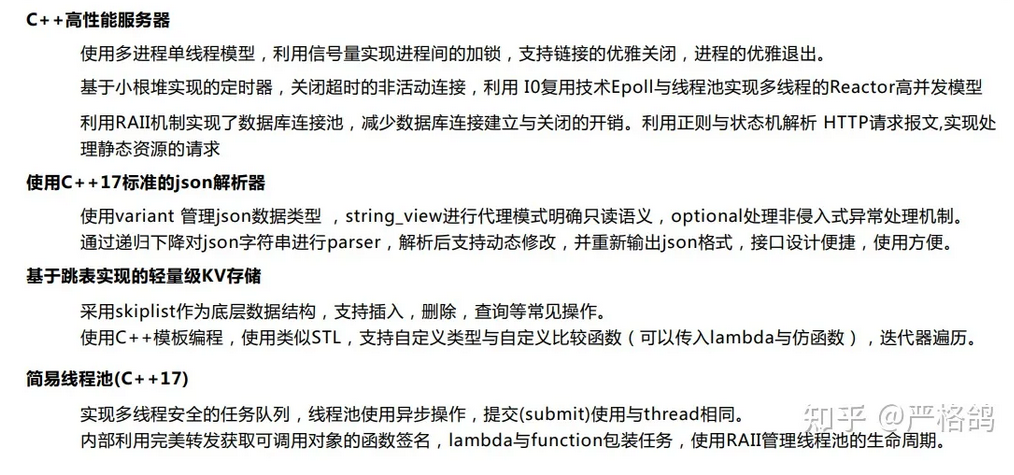 C++高性能服务器
使用多进程单线程模型，利用信号量实现进程间的加锁，支持链接的优雅关闭，进程的优雅退出。
基于小根堆实现的定时器，关闭超时的非活动连接，利用 IO复用技术Epoll与线程池实现多线程的Reactor高并发模型
利用RAII机制实现了数据库连接池，减少数据库连接建立与关闭的开销。利用正则与状态机解析 HTTP请求报文,实现处
理静态资源的请求
使用C++17标准的json解析器
使用variant 管理json数据类型 ，string_view进行代理模式明确只读语义，optional处理非侵入式异常处理机制。
通过递归下降对json字符串进行parser，解析后支持动态修改，并重新输出json格式，接口设计便捷，使用方便。
基于跳表实现的轻量级KV存储
采用skiplist作为底层数据结构，支持插入，删除，查询等常见操作。
使用C++模板编程，使用类似STL，支持自定义类型与自定义比较函数（可以传入lambda与仿函数），迭代器遍历。
简易线程池(C++17)
实现多线程安全的任务队列，线程池使用异步操作，提交(submit)使用与thread相同。
内部利用完美转发获取可调用对象的函数签名，lambda与function包装任务，使用RAII管理线程池的生命周期。
知乎 @严格鸽